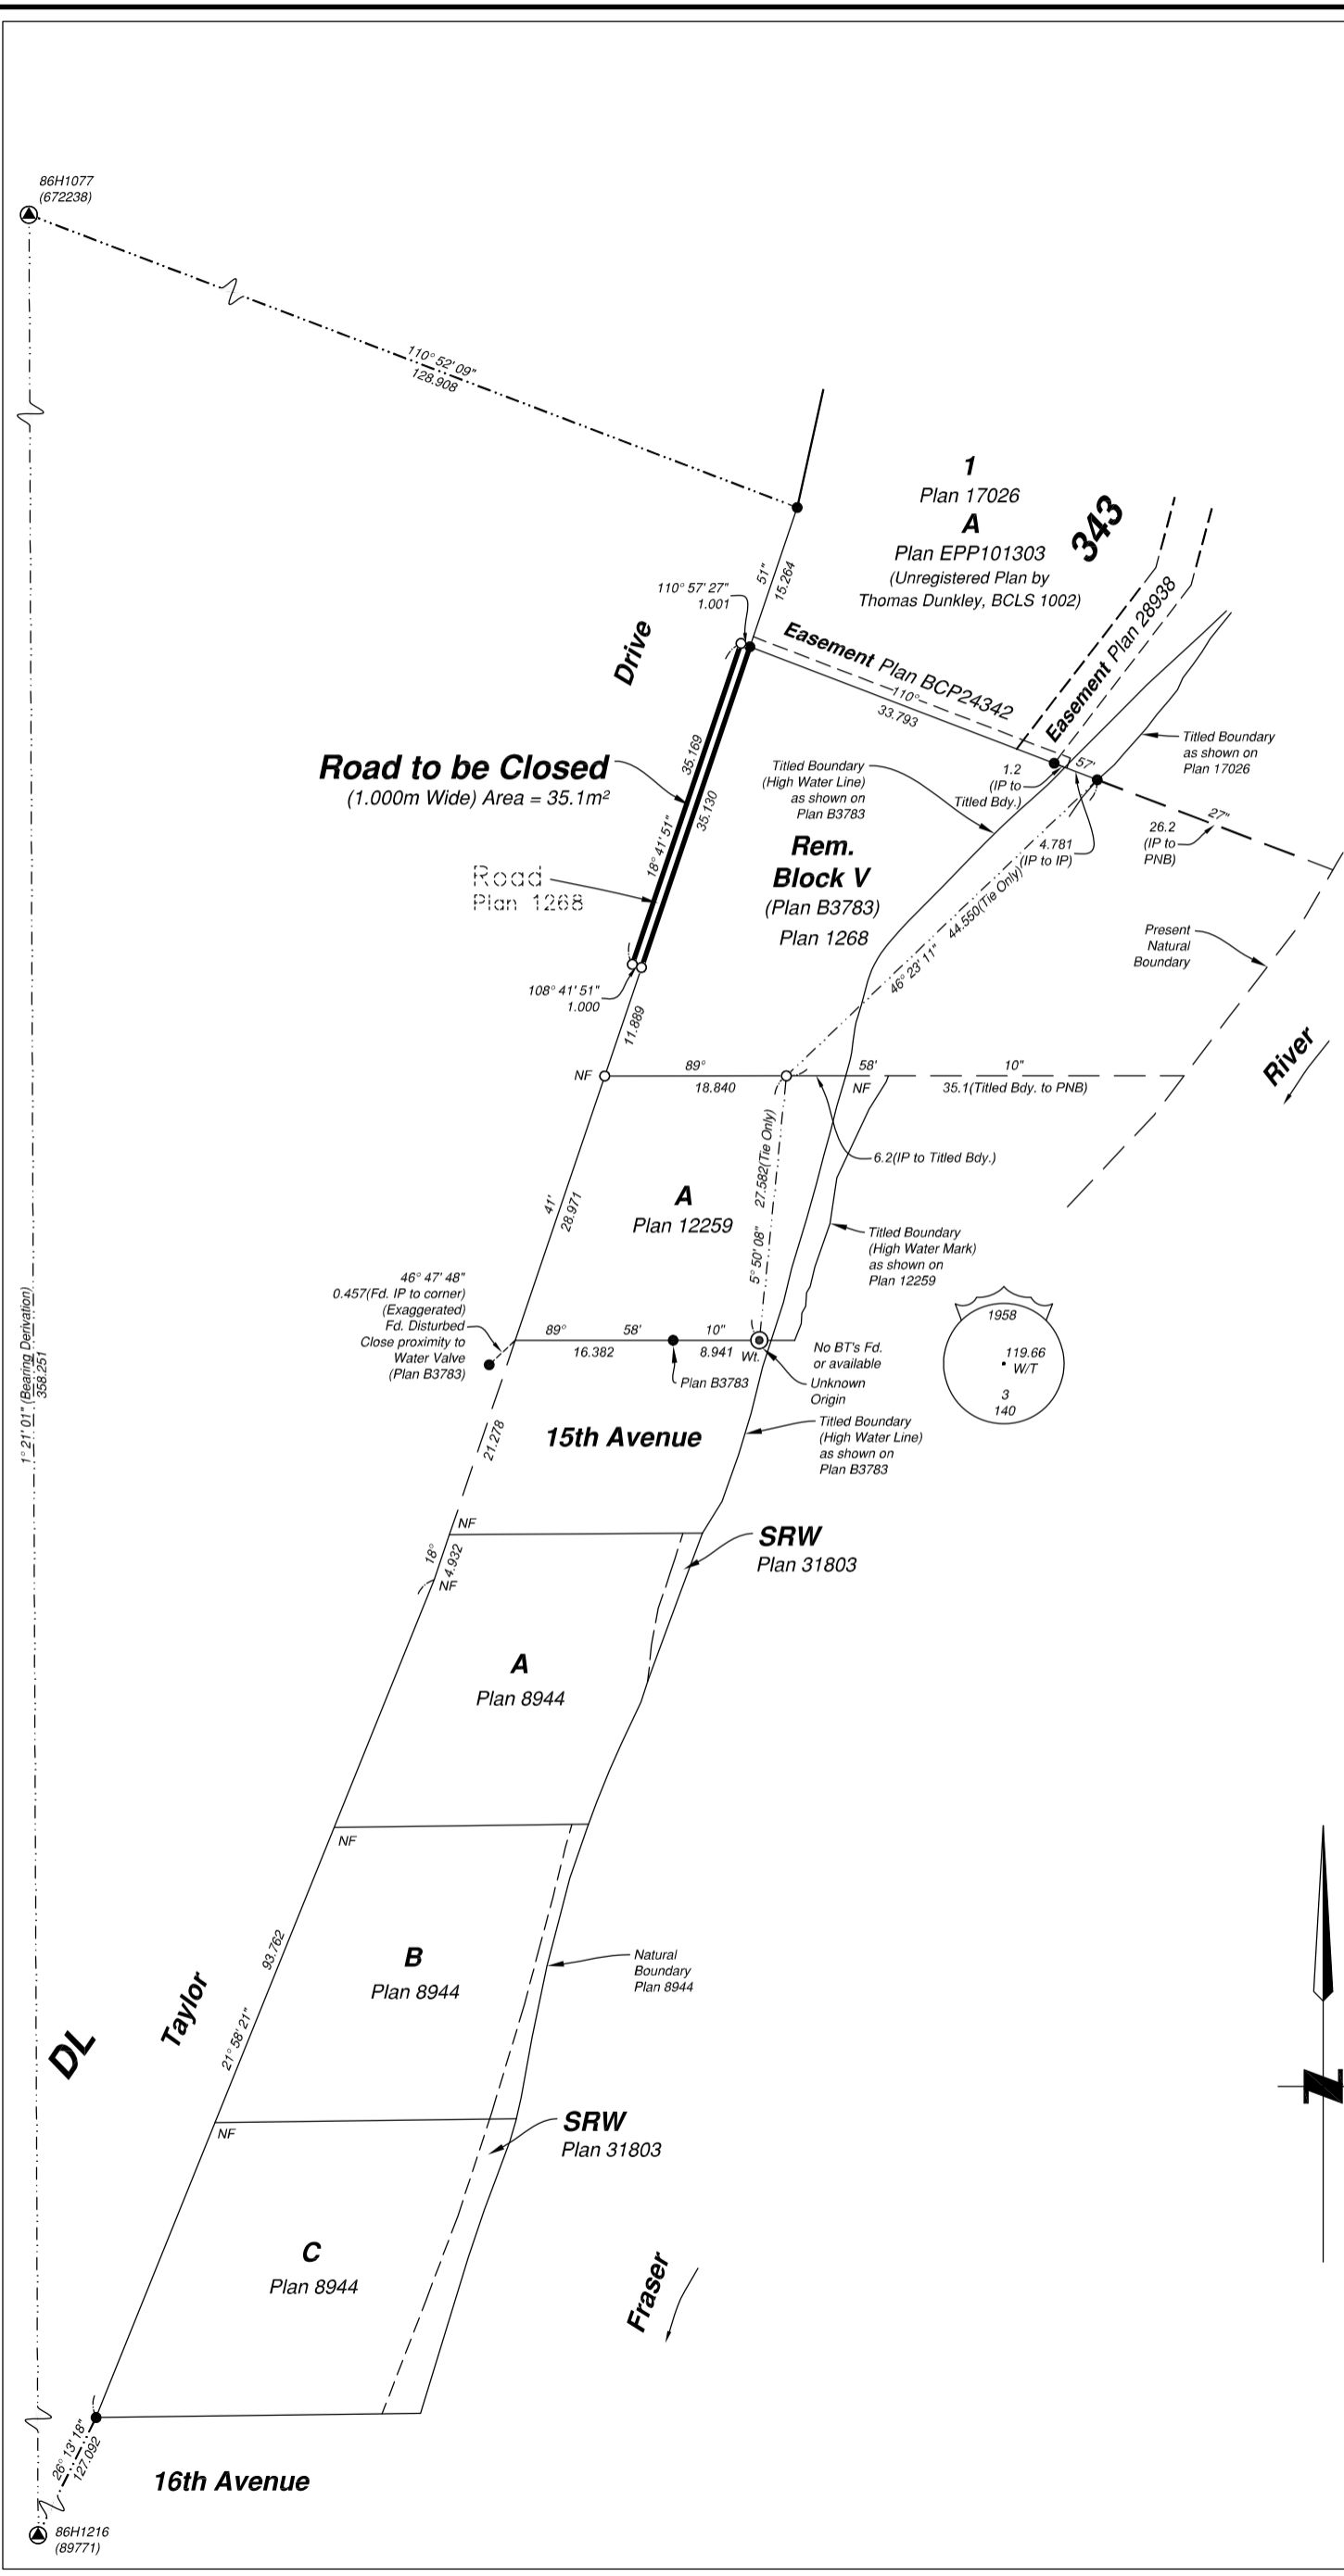 86H1077
(672238)
110° 52' 09"
128.908
1
Plan 17026
A
Plan EPP101303
(Unregistered Plan by
Thomas Dunkley, BCLS 1002)
343
51"
15.264
110° 57' 27"
1.001
Drive
Easement Plan BCP24342
110°
33.793
Easement Plan 28938
57'
27"
Titled Boundary
as shown on
Plan 17026
Road to be Closed
(1.000m Wide) Area = 35.1m²
35.169
35.130
18° 41' 51"
Titled Boundary
(High Water Line)
as shown on
Plan B3783
1.2
(IP to
Titled Bdy.)
4.781
(IP to IP)
26.2
(IP to
PNB)
Rem.
Block V
(Plan B3783)
Plan 1268
Road
Plan 1268
46° 23' 11"
44.550(Tie Only)
Present
Natural
Boundary
River
108° 41' 51"
1.000
11.889
NF
89°
18.840
58'
NF
10"
35.1(Titled Bdy. to PNB)
6.2(IP to Titled Bdy.)
41'
28.971
A
Plan 12259
5° 50' 08"
27.582(Tie Only)
Titled Boundary
(High Water Mark)
as shown on
Plan 12259
46° 47' 48"
0.457(Fd. IP to corner)
(Exaggerated)
Fd. Disturbed
Close proximity to
Water Valve
(Plan B3783)
89°
58'
10"
16.382
8.941
Wt.
Plan B3783
No BT's Fd.
or available
Unknown
Origin
1958
119.66
W/T
3
140
1° 21' 01" (Bearing Derivation)
358.251
21.278
15th Avenue
Titled Boundary
(High Water Line)
as shown on
Plan B3783
NF
18°
4.932
NF
SRW
Plan 31803
A
Plan 8944
NF
93.762
21° 58' 21"
B
Plan 8944
Natural
Boundary
Plan 8944
Taylor
DL
N
NF
SRW
Plan 31803
C
Plan 8944
Fraser
26° 13' 18"
127.092
16th Avenue
86H1216
(89771)